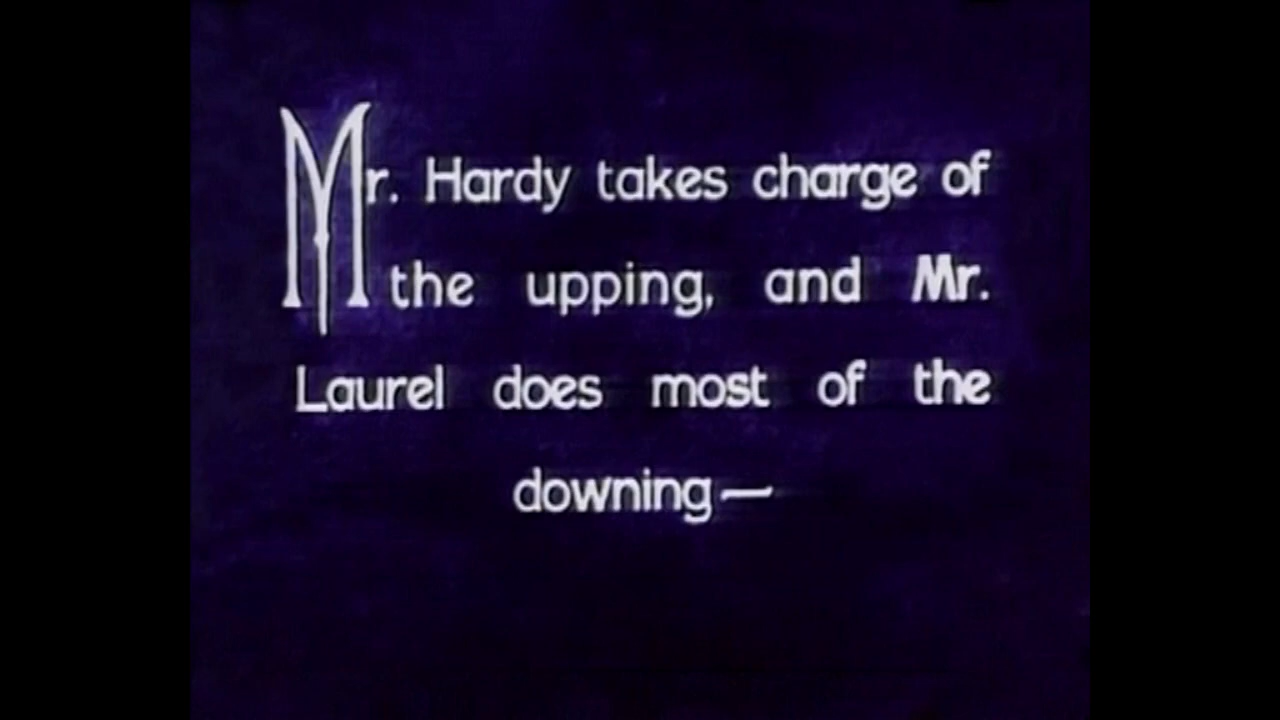 Mr. Hardy takes charge of
the upping, and Mr.
Laurel does most of the
downing—